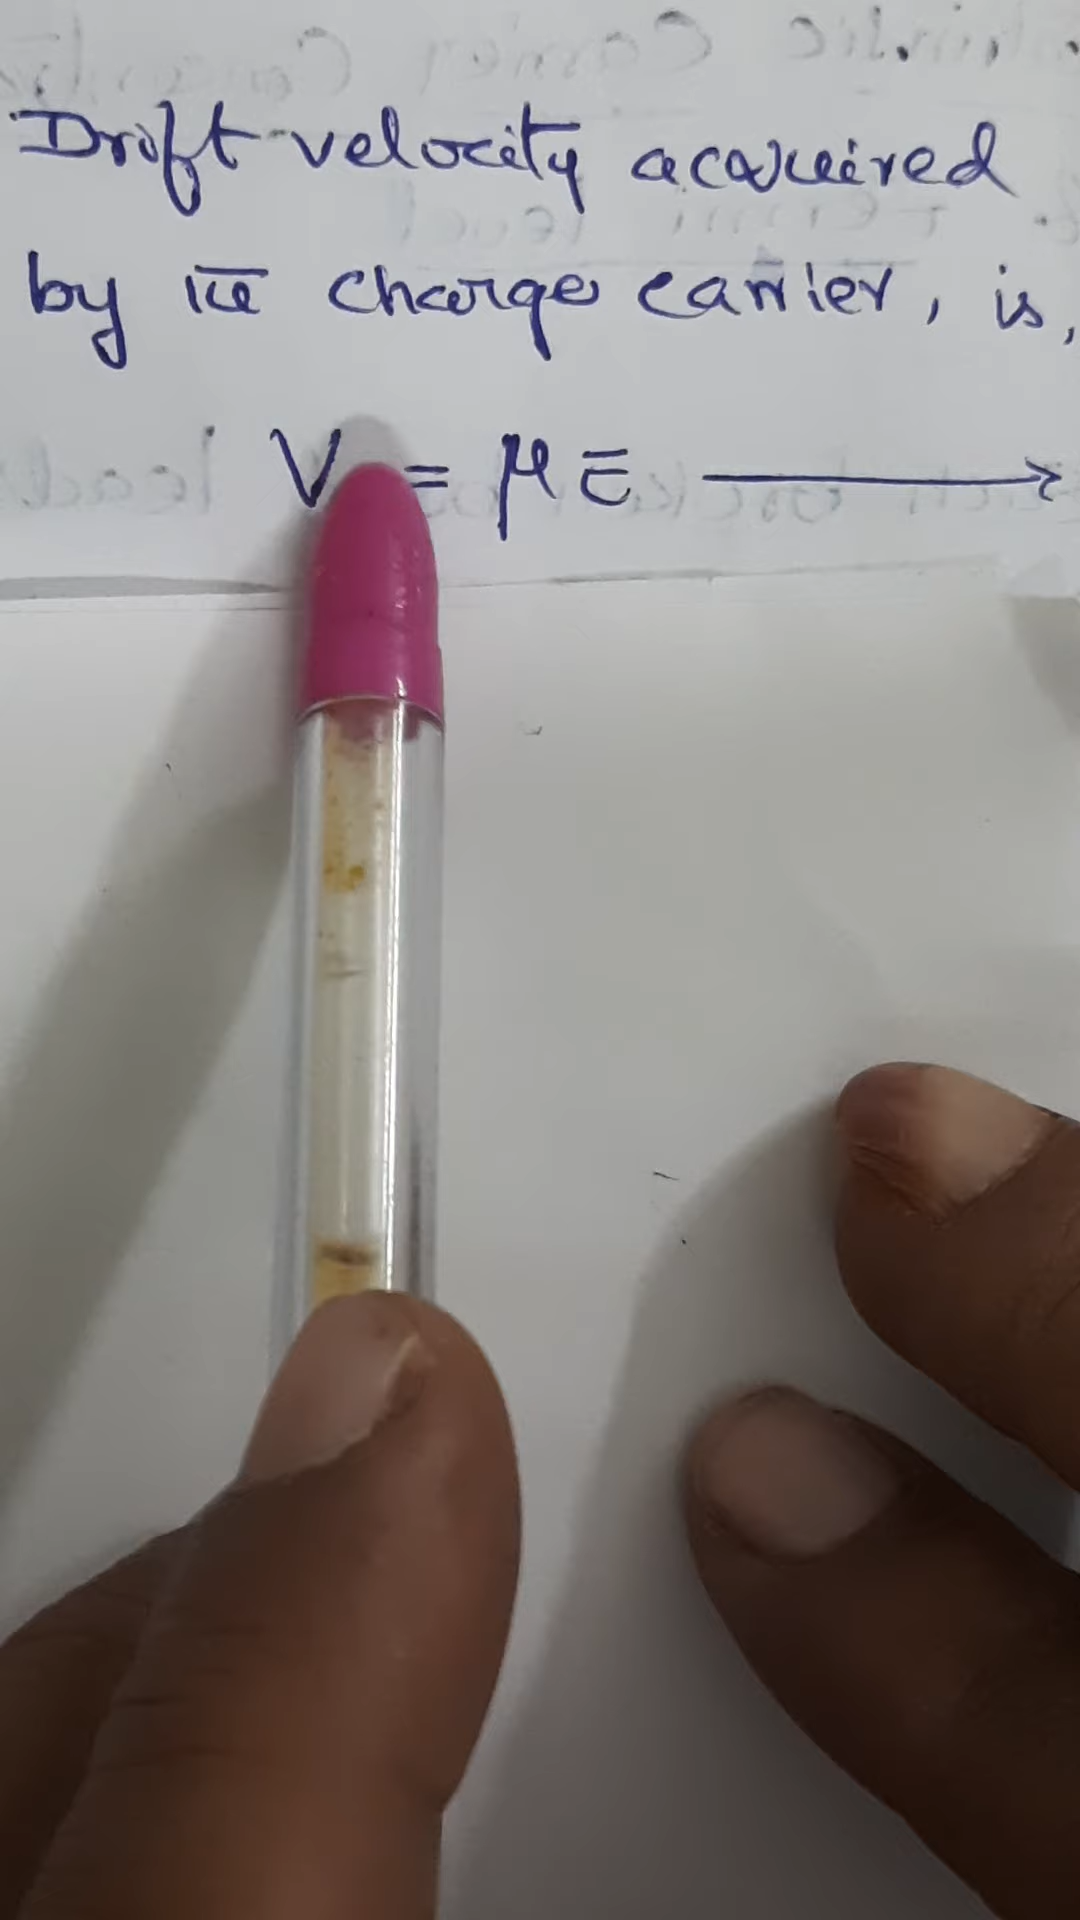 Drift velocity acquired
by the charge carrier, is,
V = μE ⟶